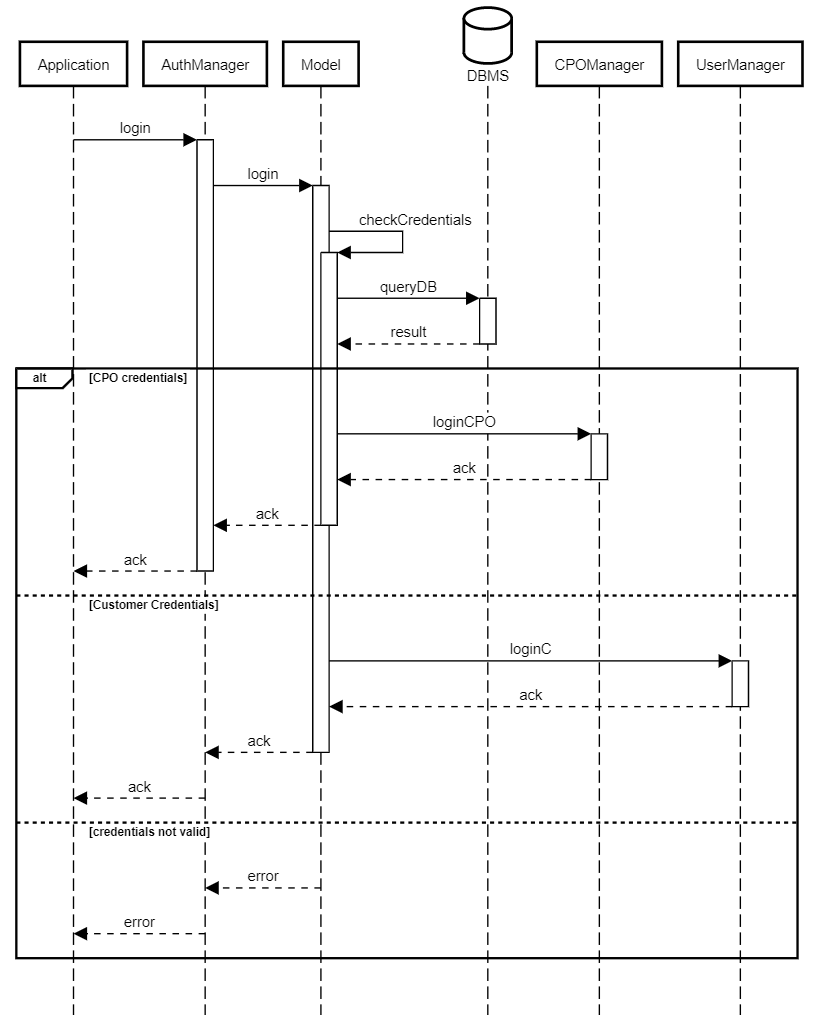 Application
AuthManager
Model
DBMS
CPOManager
UserManager
login
login
checkCredentials
queryDB
result
alt
[CPO credentials]
loginCPO
ack
ack
ack
[Customer Credentials]
loginC
ack
ack
ack
[credentials not valid]
error
error